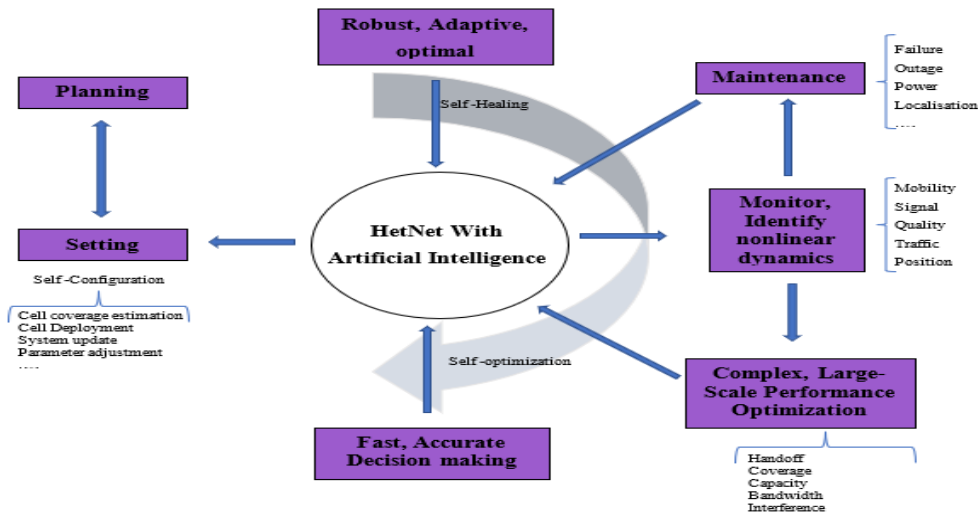 Robust, Adaptive,
optimal
Planning
Maintenance
Failure
Outage
Power
Localisation
....
Self-Healing
HetNet With
Artificial Intelligence
Setting
Self-Configuration
Cell coverage estimation
Cell Deployment
System update
Parameter adjustment
....
Monitor,
Identify
nonlinear
dynamics
Mobility
Signal
Quality
Traffic
Position
Self-optimization
Complex, Large-
Scale Performance
Optimization
Handoff
Coverage
Capacity
Bandwidth
Interference
Fast, Accurate
Decision making